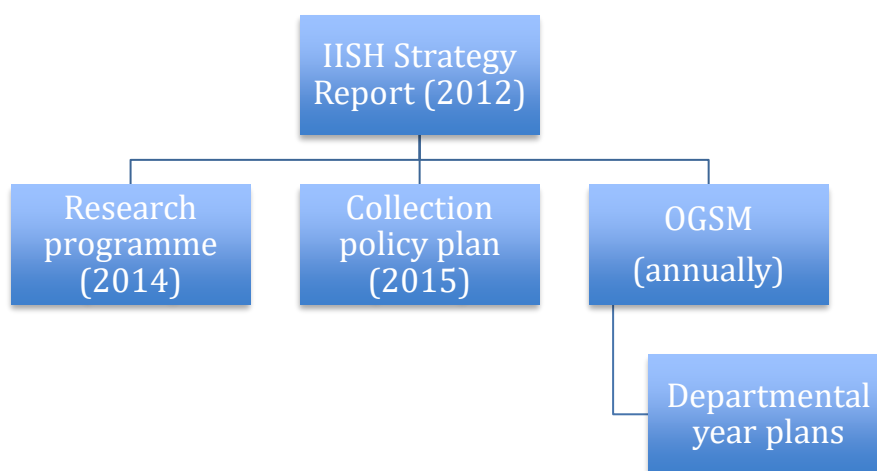 IISH Strategy
Report (2012)
Research
programme
(2014)
Collection
policy plan
(2015)
OGSM
(annually)
Departmental
year plans